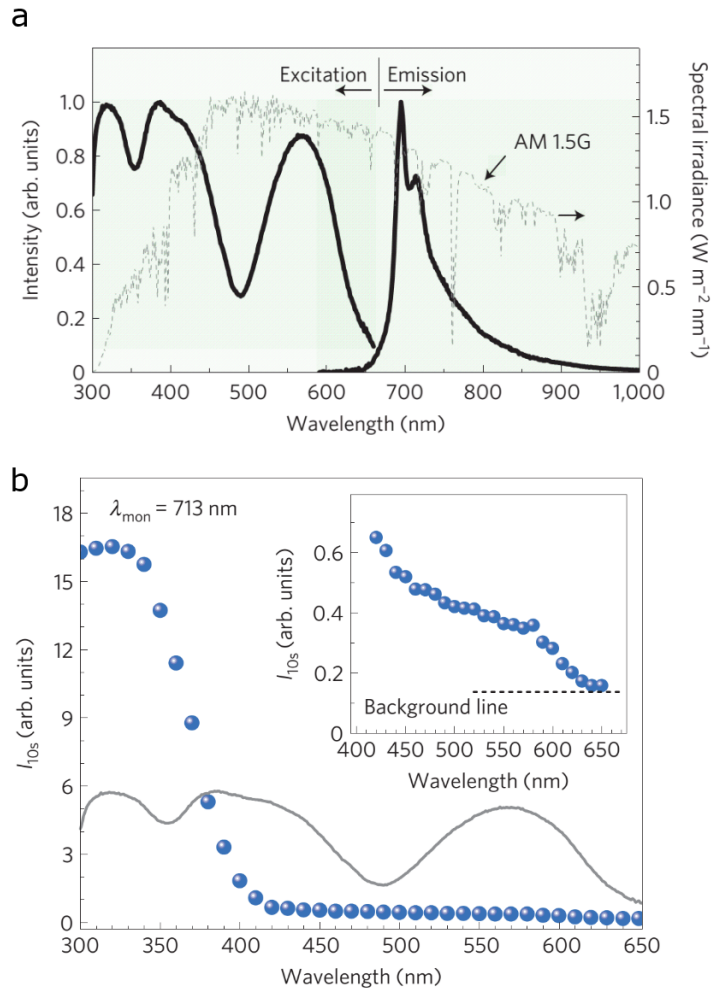 a
Excitation
Emission
AM 1.5G
Intensity (arb. units)
1.0
0.8
0.6
0.4
0.2
0
Spectral irradiance (W m⁻² nm⁻¹)
1.5
1.0
0.5
0
300 400 500 600 700 800 900 1,000
Wavelength (nm)
b
λmon = 713 nm
I10s (arb. units)
18
15
12
9
6
3
0
300 350 400 450 500 550 600 650
Wavelength (nm)
I10s (arb. units)
0.6
0.4
0.2
0
Background line
400 450 500 550 600 650
Wavelength (nm)